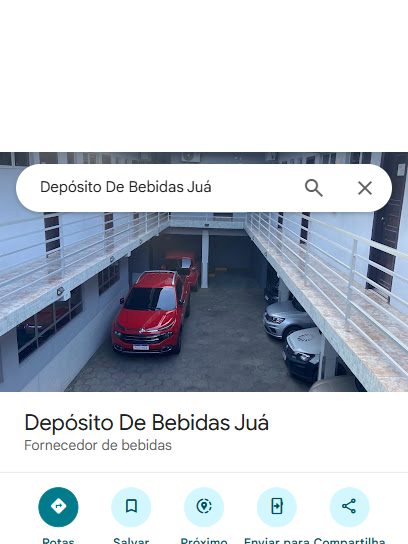 Depósito De Bebidas Juá
Depósito De Bebidas Juá
Fornecedor de bebidas
Rotas Salvar Próximo Enviar para Compartilha